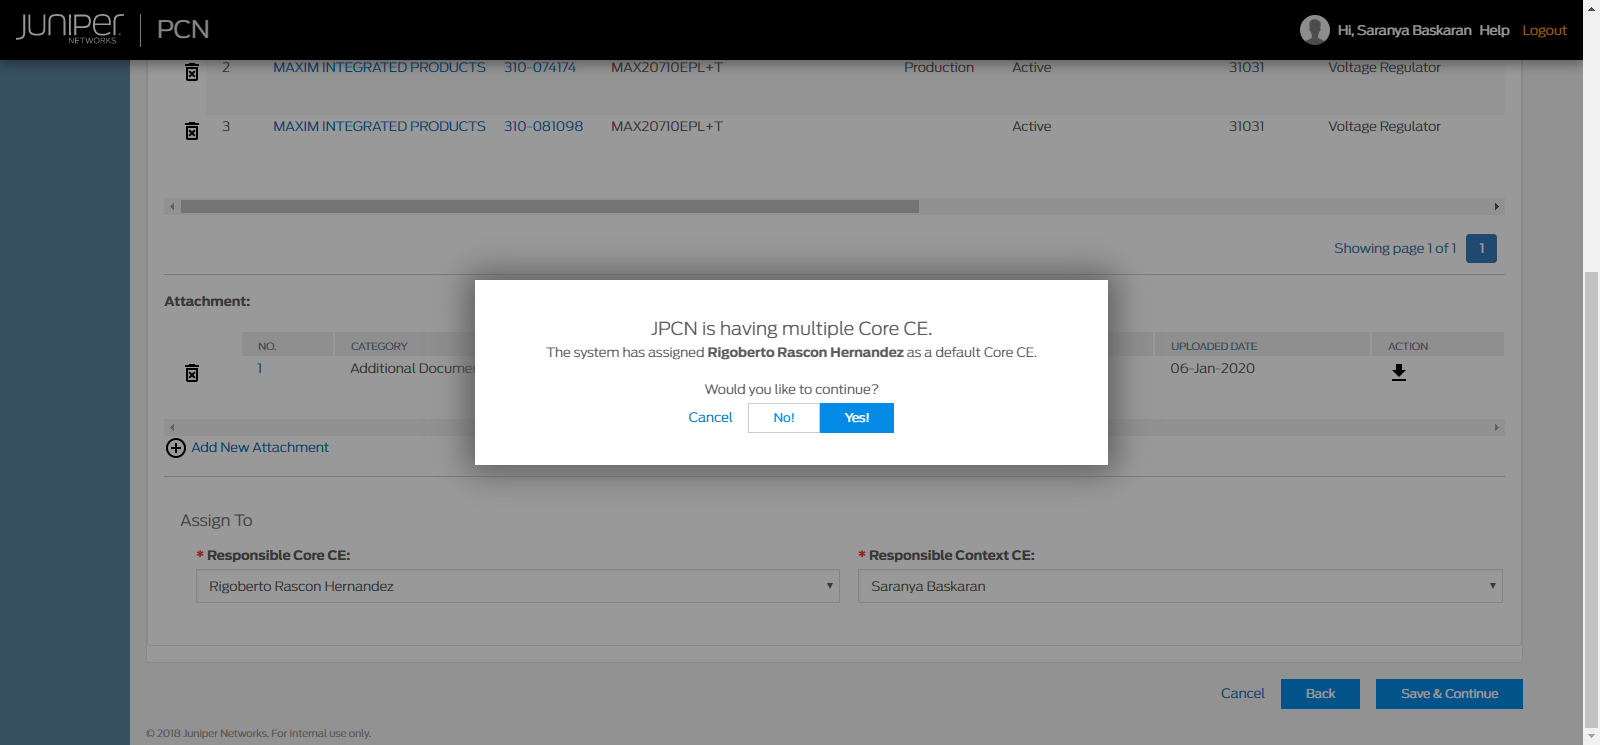 JUNIPER NETWORKS PCN Hi, Saranya Baskaran Help Logout
2 MAXIM INTEGRATED PRODUCTS 310-074174 MAX20710EPL+T Production Active 31031 Voltage Regulator
3 MAXIM INTEGRATED PRODUCTS 310-081098 MAX20710EPL+T Active 31031 Voltage Regulator
Showing page 1 of 1 1
Attachment:
NO. CATEGORY UPLOADED DATE ACTION
1 Additional Docume 06-Jan-2020
JPCN is having multiple Core CE.
The system has assigned Rigoberto Rascon Hernandez as a default Core CE.
Would you like to continue?
Cancel No! Yes!
Add New Attachment
Assign To
* Responsible Core CE: * Responsible Context CE:
Rigoberto Rascon Hernandez Saranya Baskaran
Cancel Back Save & Continue
© 2018 Juniper Networks. For internal use only.